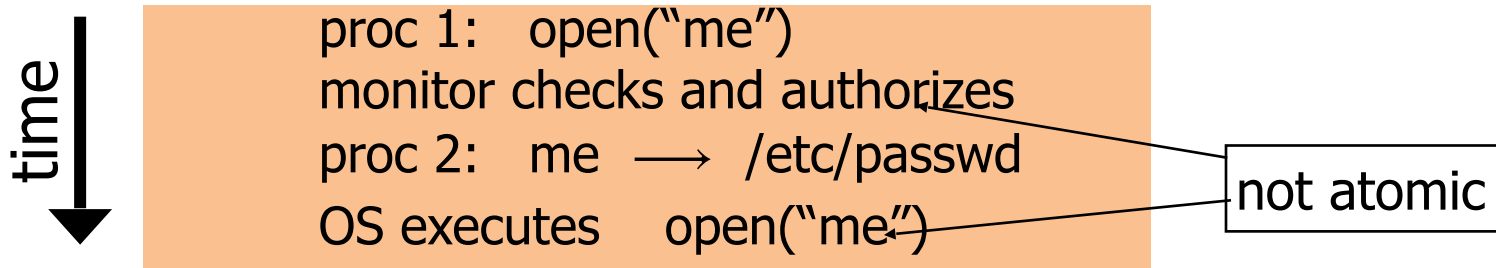 time
proc 1: open(“me”)
monitor checks and authorizes
proc 2: me ⟶ /etc/passwd
OS executes open(“me”)
not atomic